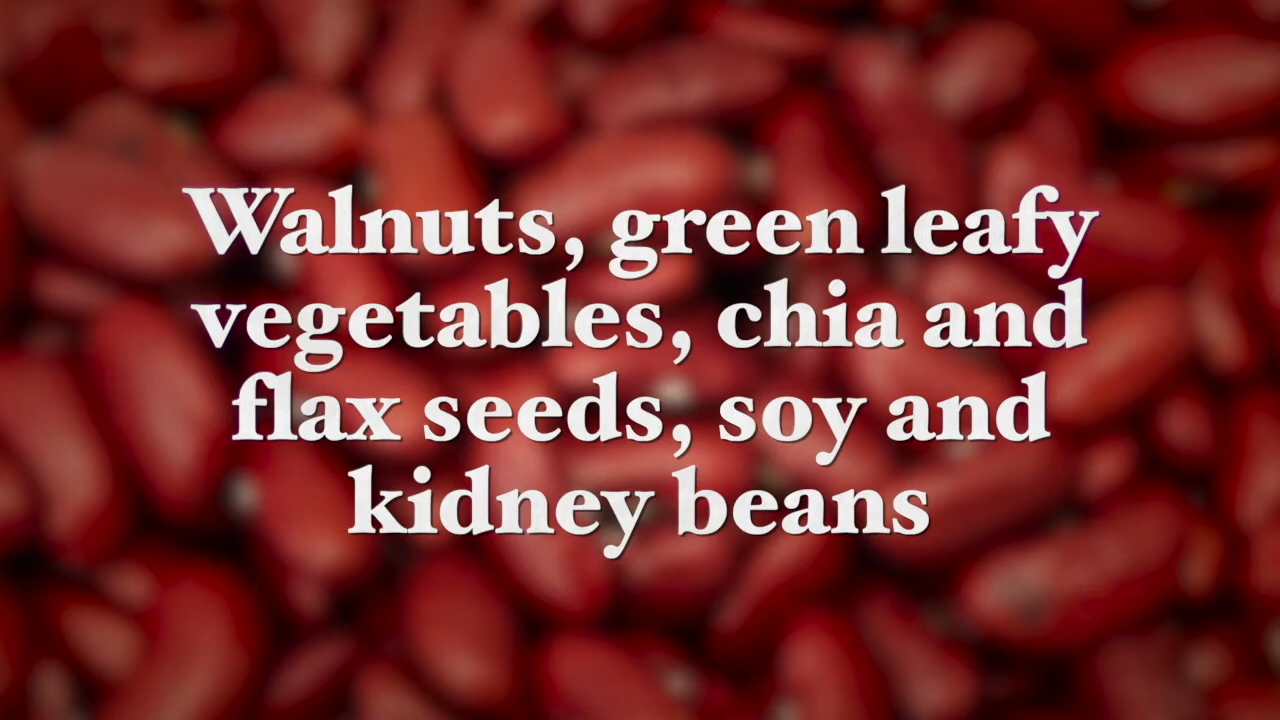 Walnuts, green leafy
vegetables, chia and
flax seeds, soy and
kidney beans